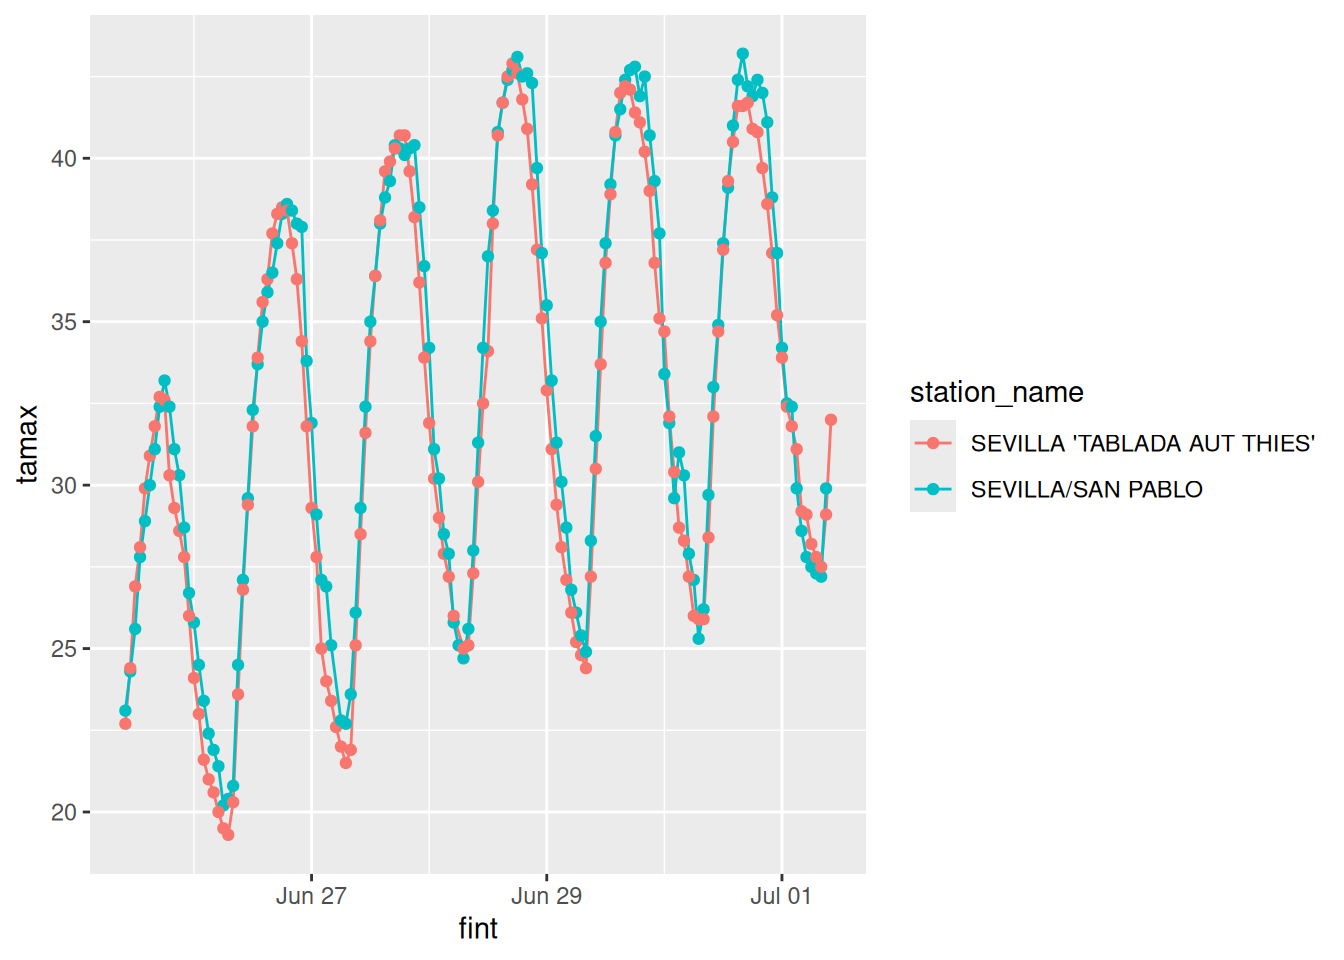 tamax
40
35
30
25
20
Jun 27
Jun 29
Jul 01
fint
station_name
SEVILLA 'TABLADA AUT THIES'
SEVILLA/SAN PABLO